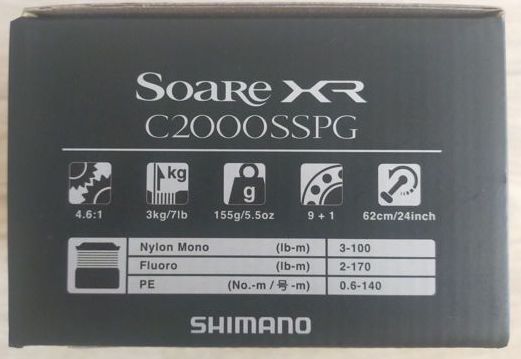 SOARE XR
C2000SSPG
kg
g
4.6:1 3kg/7lb 155g/5.5oz 9 + 1 62cm/24inch
Nylon Mono (lb-m) 3-100
Fluoro (lb-m) 2-170
PE (No.-m / 号 -m) 0.6-140
SHIMANO